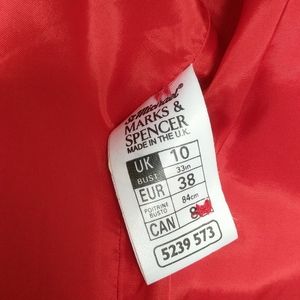 St Michael®
MARKS &
SPENCER
MADE IN THE U.K.
UK 10
BUST 33in
EUR 38
POITRINE BUSTO 84cm
CAN
5239 573